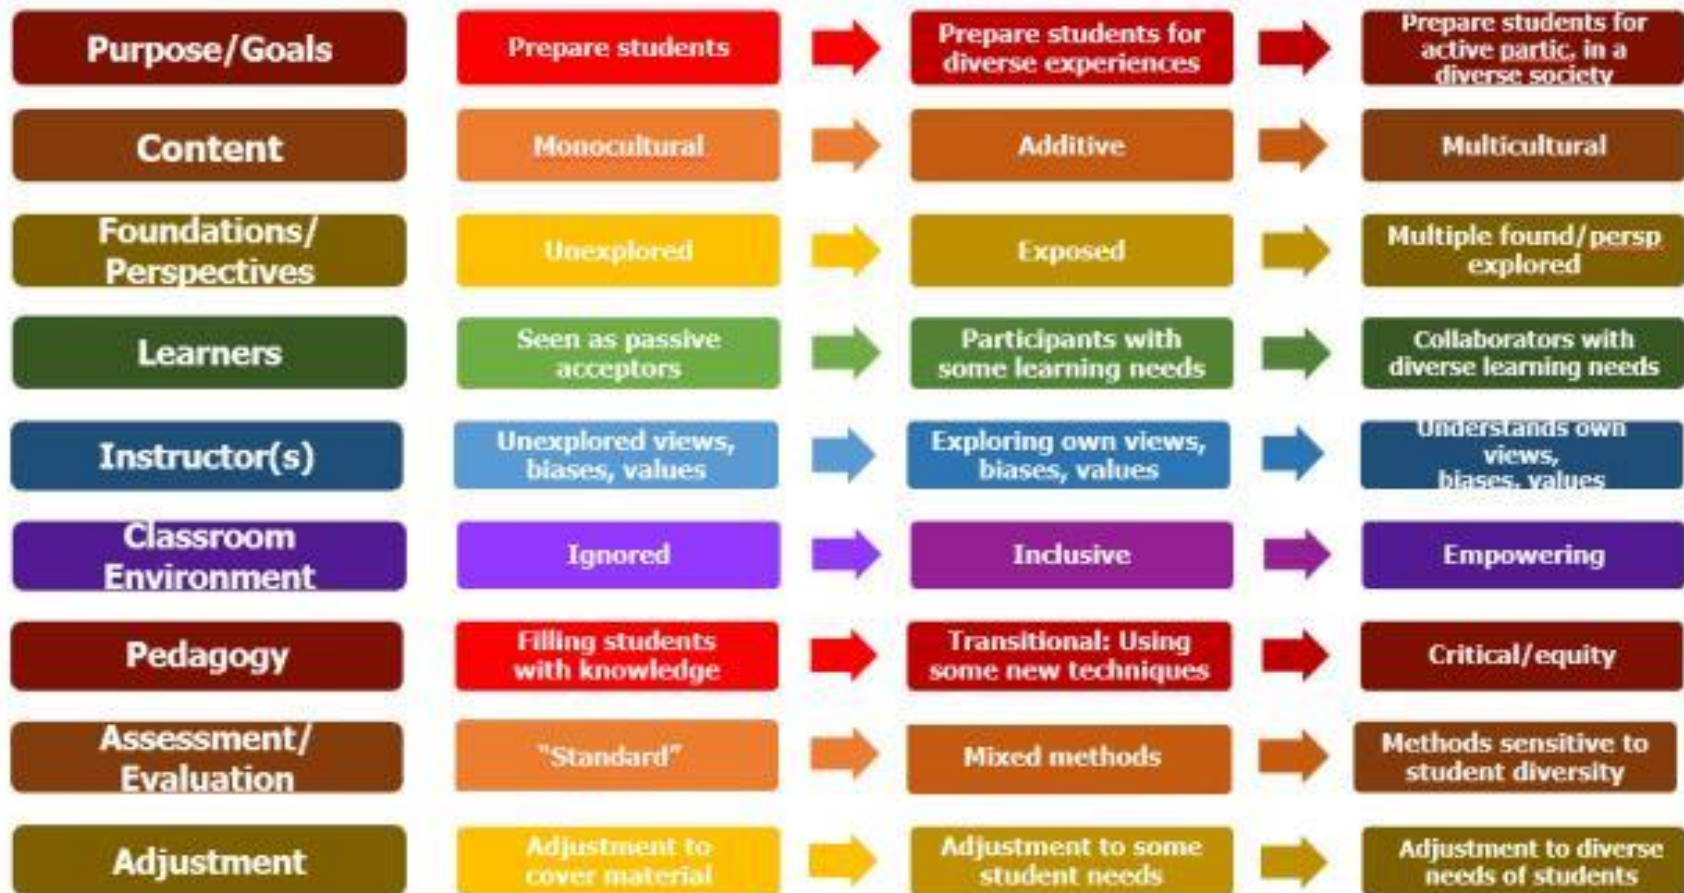 Purpose/Goals
Prepare students
Prepare students for
diverse experiences
Prepare students for
active partic. in a
diverse society
Content
Monocultural
Additive
Multicultural
Foundations/
Perspectives
Unexplored
Exposed
Multiple found/persp
explored
Learners
Seen as passive
acceptors
Participants with
some learning needs
Collaborators with
diverse learning needs
Instructor(s)
Unexplored views,
biases, values
Exploring own views,
biases, values
Understands own
views,
biases, values
Classroom
Environment
Ignored
Inclusive
Empowering
Pedagogy
Filling students
with knowledge
Transitional: Using
some new techniques
Critical/equity
Assessment/
Evaluation
"Standard"
Mixed methods
Methods sensitive to
student diversity
Adjustment
Adjustment to
cover material
Adjustment to some
student needs
Adjustment to diverse
needs of students